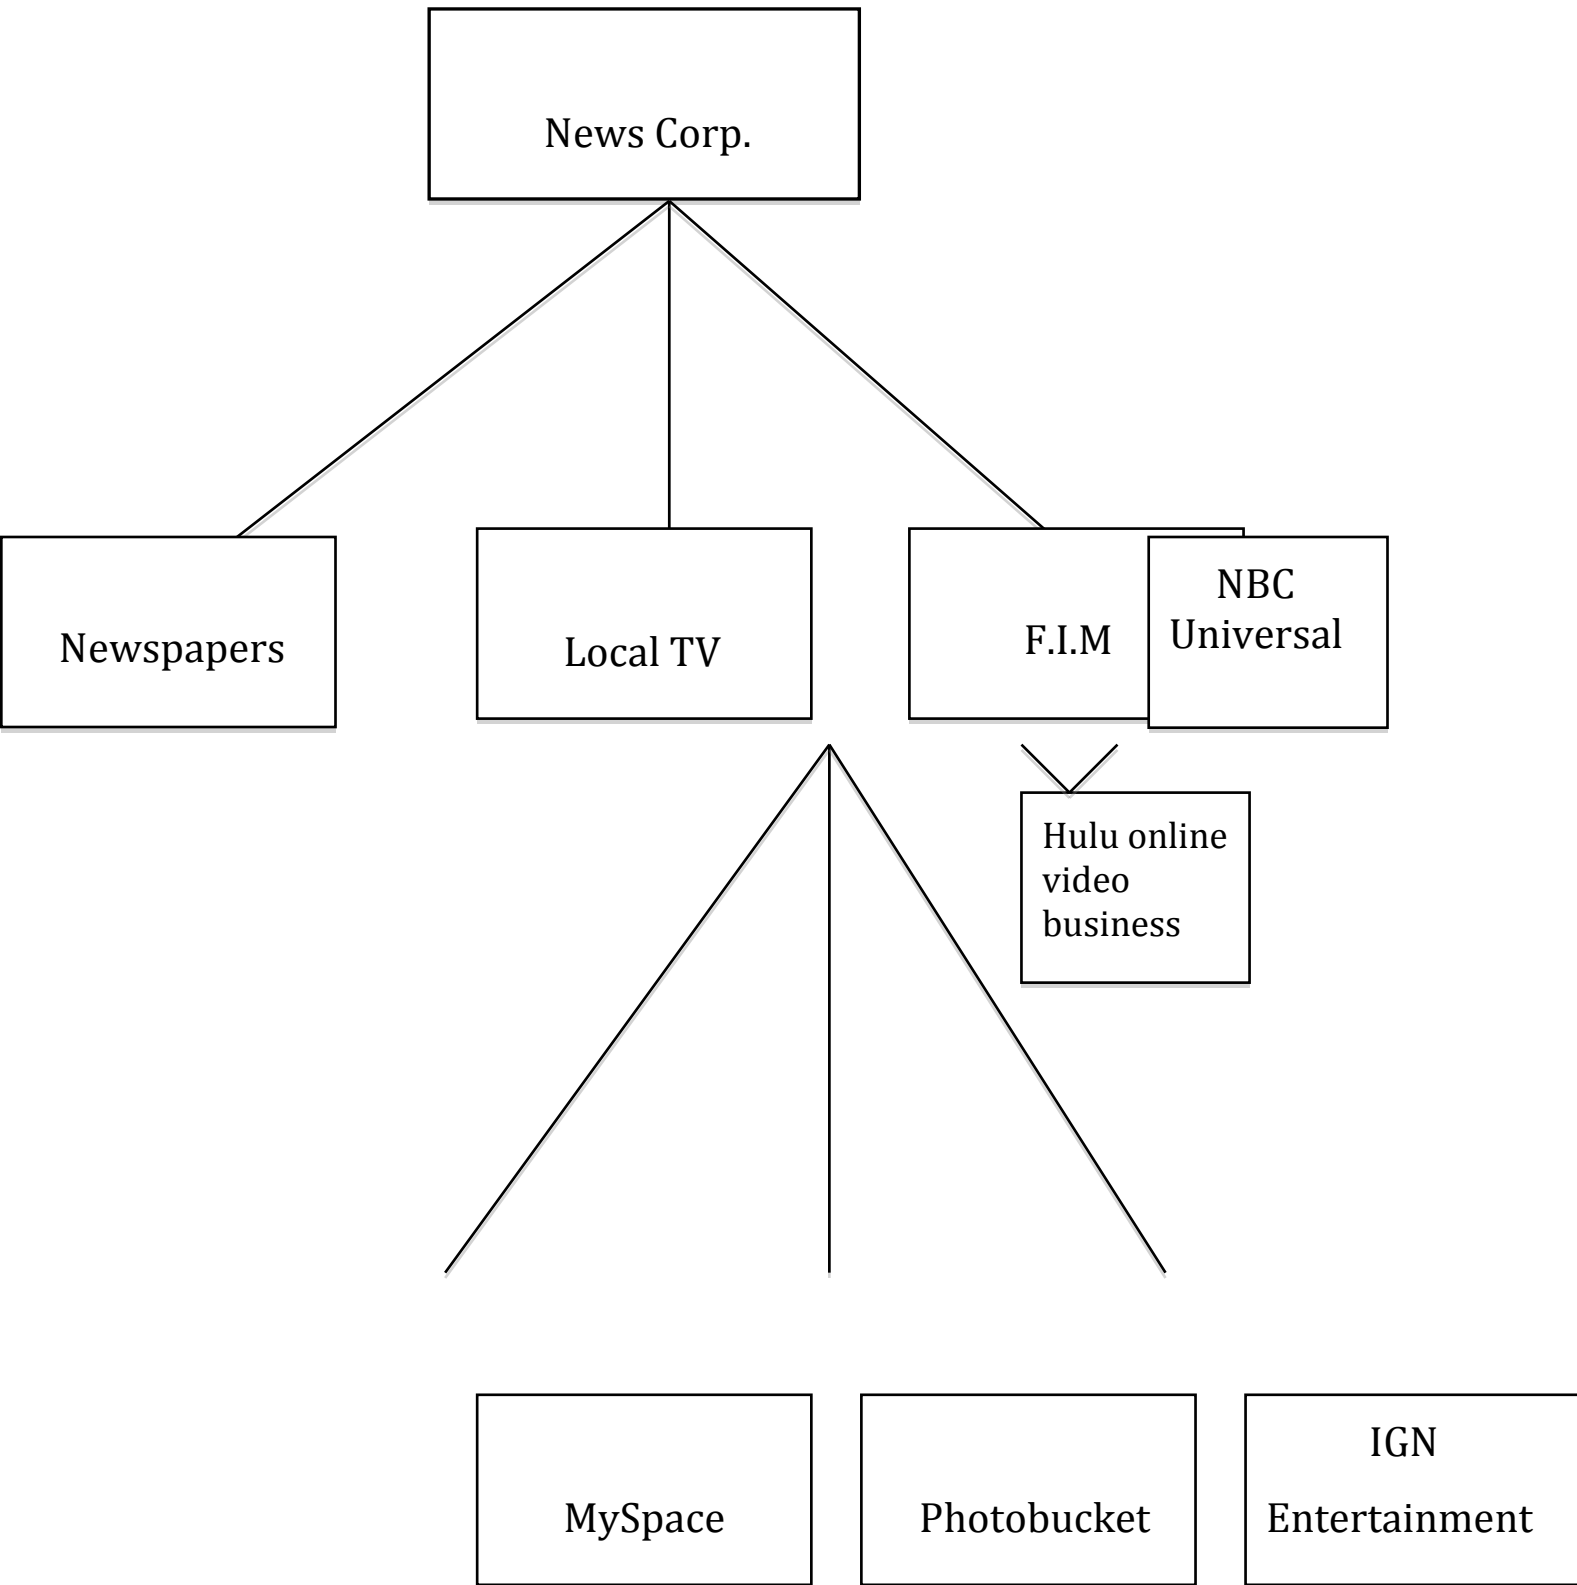 News Corp.
Newspapers
Local TV
F.I.M
NBC
Universal
Hulu online
video
business
MySpace
Photobucket
IGN
Entertainment